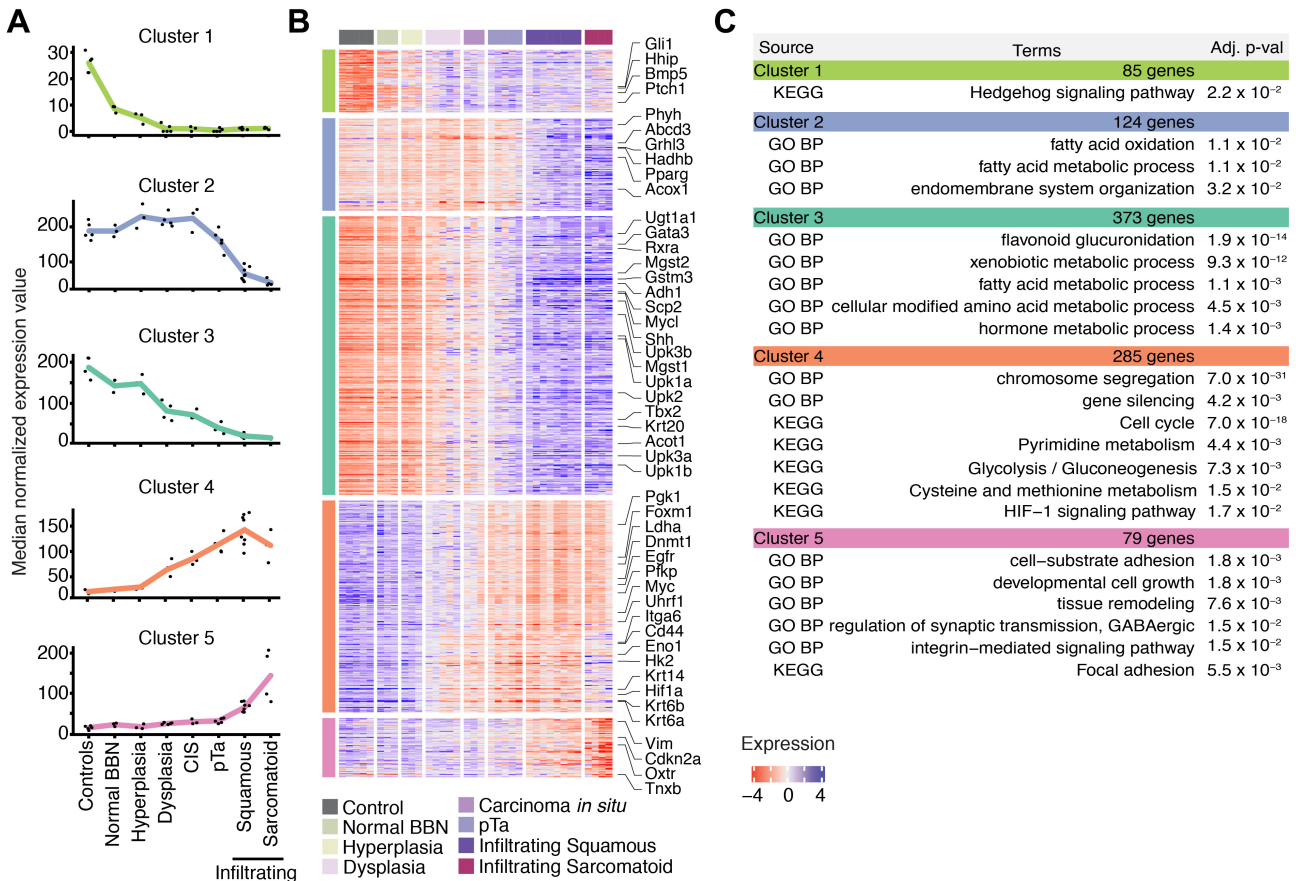 A
Median normalized expression value
Cluster 1
30
20
10
0
Cluster 2
200
100
0
Cluster 3
200
100
0
Cluster 4
150
100
50
0
Cluster 5
200
100
0
Controls
Normal BBN
Hyperplasia
Dysplasia
CIS
pTa
Squamous
Sarcomatoid
Infiltrating
B
Gli1
Hhip
Bmp5
Ptch1
Phyh
Abcd3
Grhl3
Hadhb
Pparg
Acox1
Ugt1a1
Gata3
Rxra
Mgst2
Gstm3
Adh1
Scp2
Mycl
Shh
Upk3b
Mgst1
Upk1a
Upk2
Tbx2
Krt20
Acot1
Upk3a
Upk1b
Pgk1
Foxm1
Ldha
Dnmt1
Egfr
Pfkp
Myc
Uhrf1
Itga6
Cd44
Eno1
Hk2
Krt14
Hif1a
Krt6b
Krt6a
Vim
Cdkn2a
Oxtr
Tnxb
Control
Normal BBN
Hyperplasia
Dysplasia
Carcinoma in situ
pTa
Infiltrating Squamous
Infiltrating Sarcomatoid
C
Source Terms Adj. p-val
Cluster 1 85 genes
KEGG Hedgehog signaling pathway 2.2 x 10⁻²
Cluster 2 124 genes
GO BP fatty acid oxidation 1.1 x 10⁻²
GO BP fatty acid metabolic process 1.1 x 10⁻²
GO BP endomembrane system organization 3.2 x 10⁻²
Cluster 3 373 genes
GO BP flavonoid glucuronidation 1.9 x 10⁻¹⁴
GO BP xenobiotic metabolic process 9.3 x 10⁻¹²
GO BP fatty acid metabolic process 1.1 x 10⁻³
GO BP cellular modified amino acid metabolic process 4.5 x 10⁻³
GO BP hormone metabolic process 1.4 x 10⁻³
Cluster 4 285 genes
GO BP chromosome segregation 7.0 x 10⁻³¹
GO BP gene silencing 4.2 x 10⁻³
KEGG Cell cycle 7.0 x 10⁻¹⁸
KEGG Pyrimidine metabolism 4.4 x 10⁻³
KEGG Glycolysis / Gluconeogenesis 7.3 x 10⁻³
KEGG Cysteine and methionine metabolism 1.5 x 10⁻²
KEGG HIF−1 signaling pathway 1.7 x 10⁻²
Cluster 5 79 genes
GO BP cell−substrate adhesion 1.8 x 10⁻³
GO BP developmental cell growth 1.8 x 10⁻³
GO BP tissue remodeling 7.6 x 10⁻³
GO BP regulation of synaptic transmission, GABAergic 1.5 x 10⁻²
GO BP integrin−mediated signaling pathway 1.5 x 10⁻²
KEGG Focal adhesion 5.5 x 10⁻³
Expression
−4 0 4